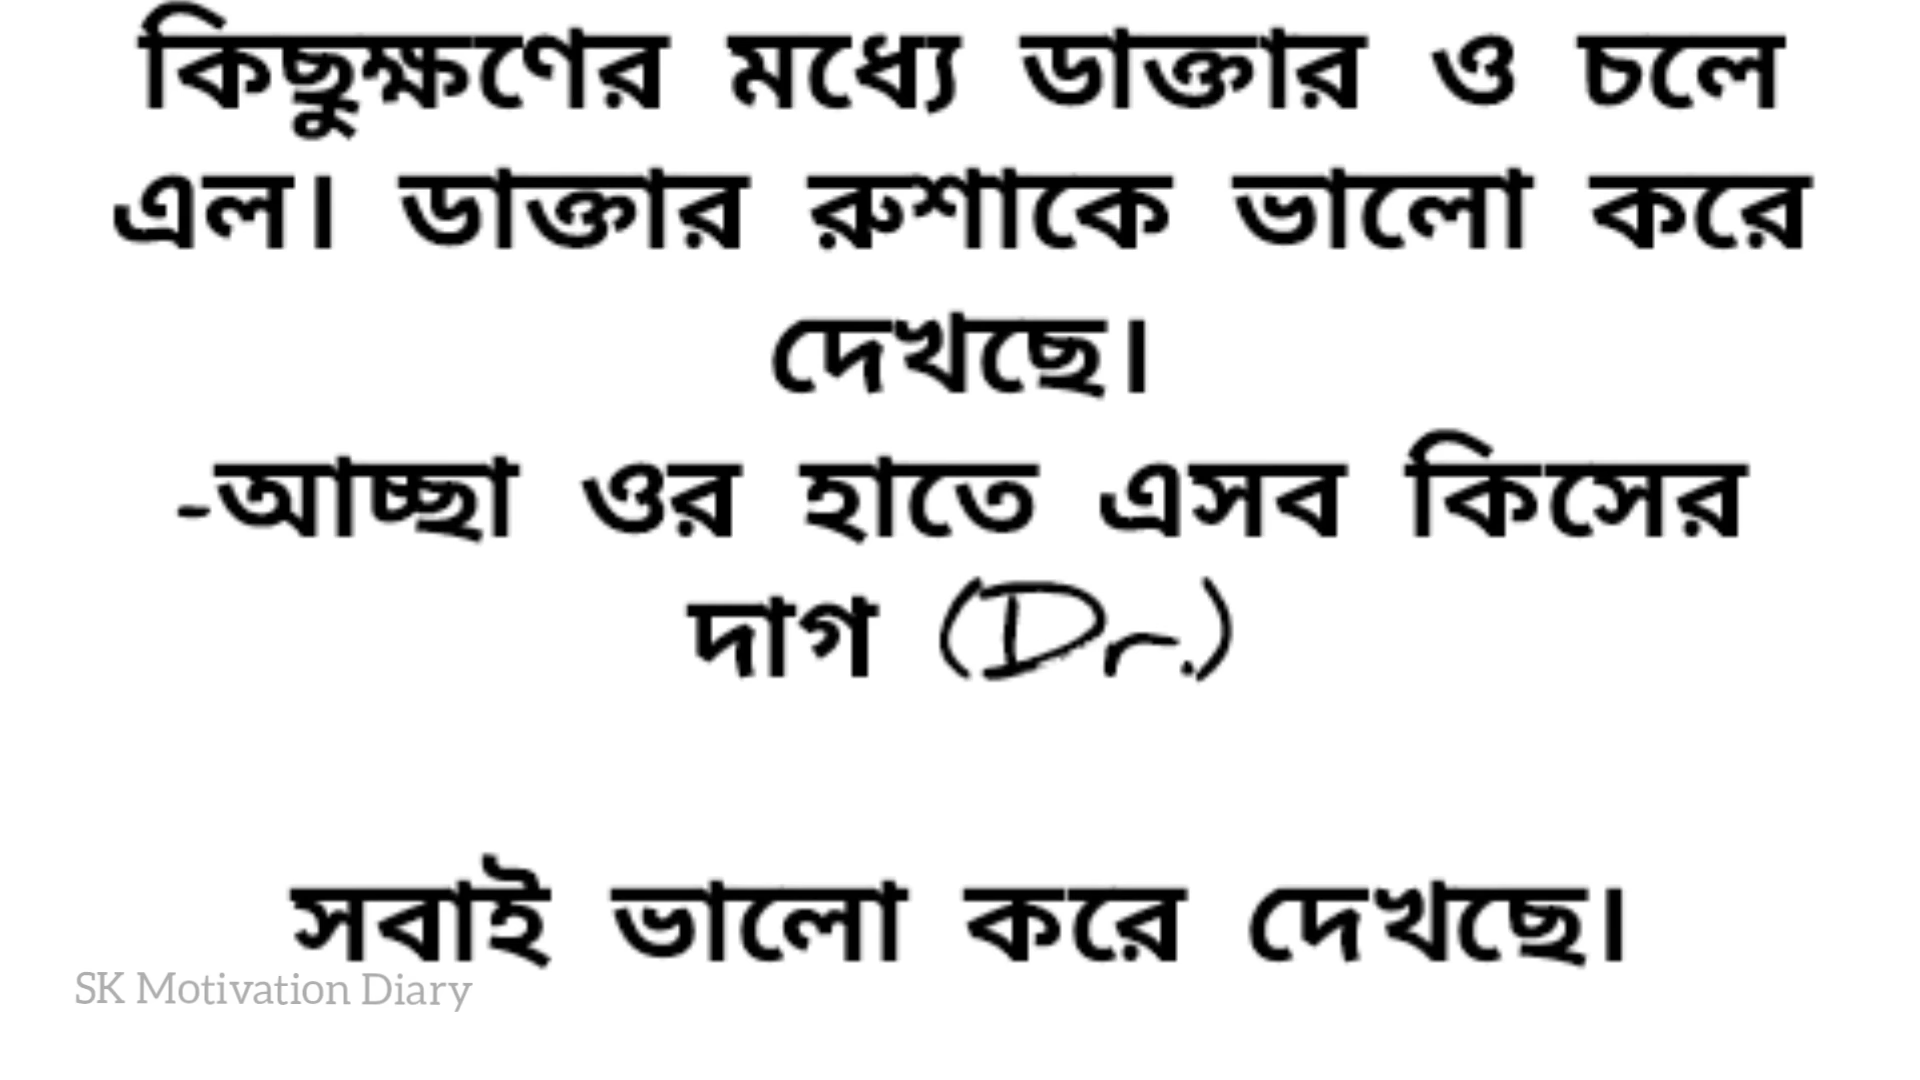 কিছুক্ষণের মধ্যে ডাক্তার ও চলে
এল। ডাক্তার রুশাকে ভালো করে
দেখছে।
-আচ্ছা ওর হাতে এসব কিসের
দাগ (Dr.)
সবাই ভালো করে দেখছে।
SK Motivation Diary